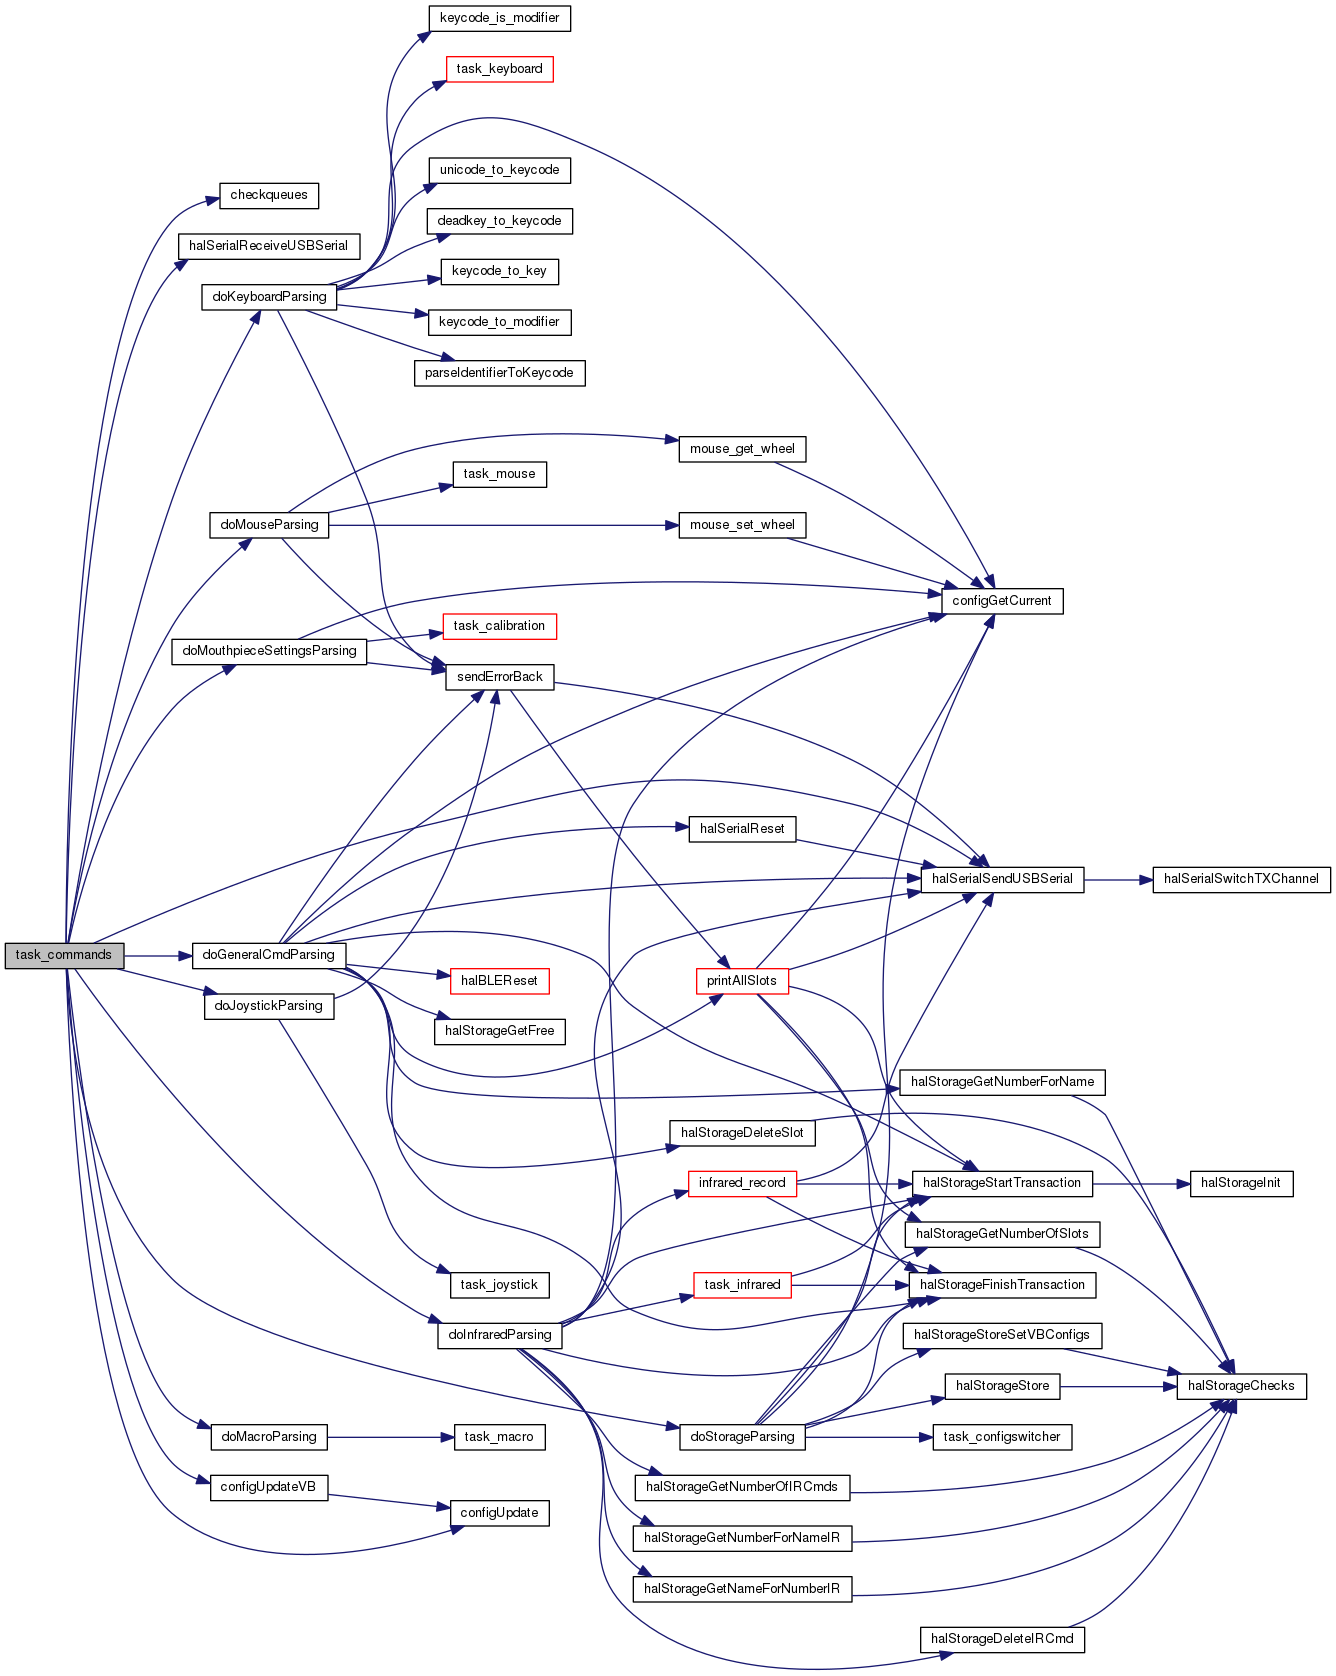 keycode_is_modifier
task_keyboard
unicode_to_keycode
checkqueues
deadkey_to_keycode
halSerialReceiveUSBSerial
keycode_to_key
doKeyboardParsing
keycode_to_modifier
parseIdentifierToKeycode
mouse_get_wheel
task_mouse
doMouseParsing
mouse_set_wheel
configGetCurrent
task_calibration
doMouthpieceSettingsParsing
sendErrorBack
halSerialReset
halSerialSendUSBSerial
halSerialSwitchTXChannel
task_commands
doGeneralCmdParsing
halBLEReset
printAllSlots
doJoystickParsing
halStorageGetFree
halStorageGetNumberForName
halStorageDeleteSlot
infrared_record
halStorageStartTransaction
halStorageInit
halStorageGetNumberOfSlots
task_joystick
task_infrared
halStorageFinishTransaction
doInfraredParsing
halStorageStoreSetVBConfigs
halStorageStore
halStorageChecks
doMacroParsing
task_macro
doStorageParsing
task_configswitcher
configUpdateVB
halStorageGetNumberOfIRCmds
configUpdate
halStorageGetNumberForNameIR
halStorageGetNameForNumberIR
halStorageDeleteIRCmd